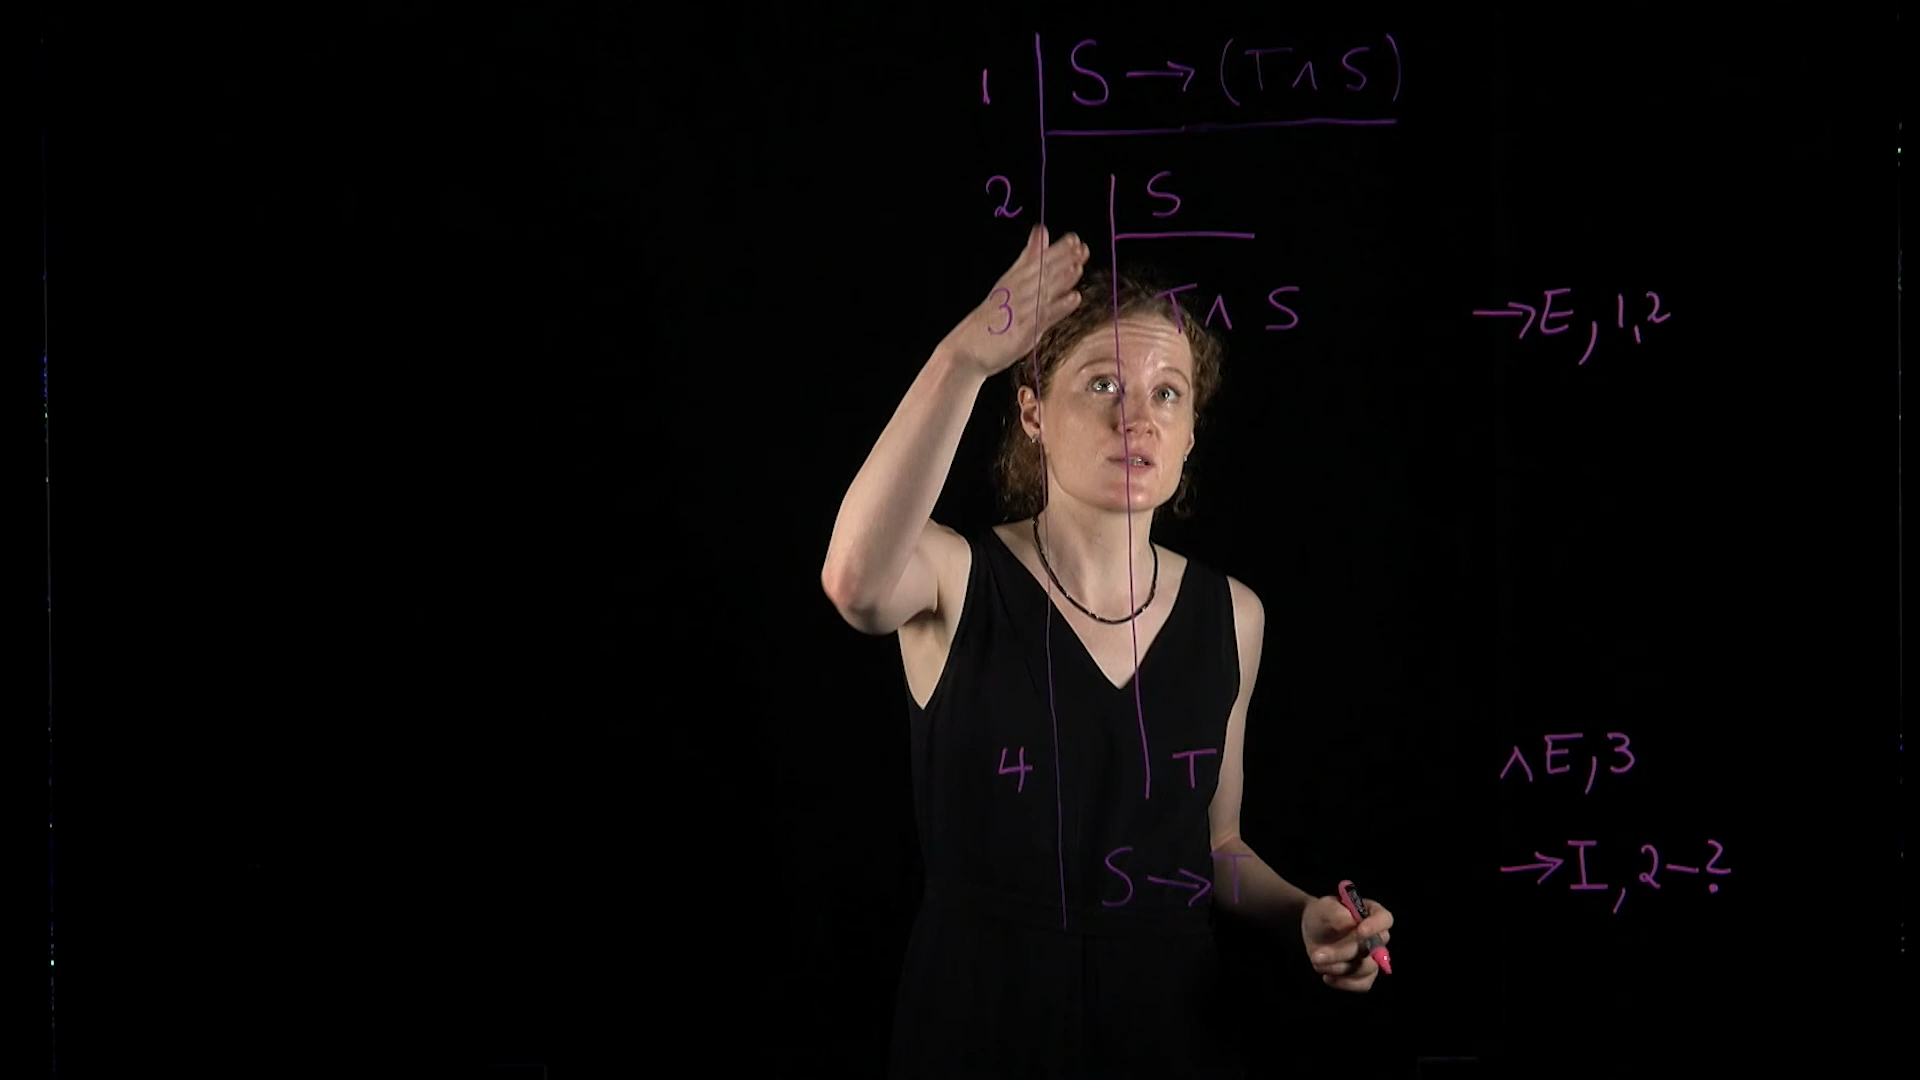 1 S → (T ∧ S)
2 S
3 T ∧ S →E, 1,2
4 T ∧E, 3
S → T →I, 2–?